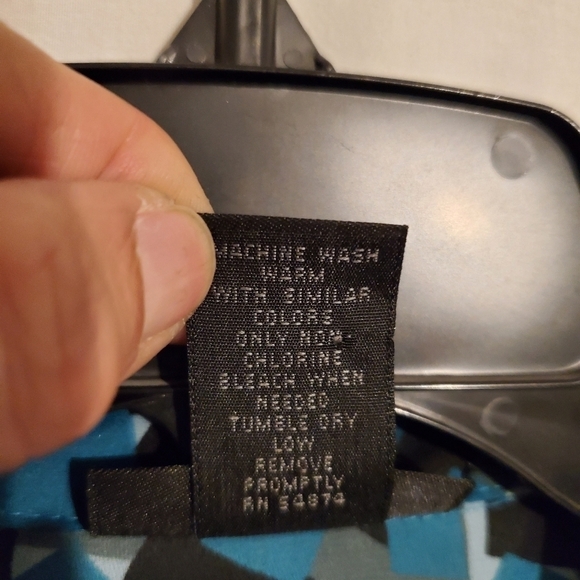 MACHINE WASH
WARM
WITH SIMILAR
COLORS
ONLY NON-
CHLORINE
BLEACH WHEN
NEEDED
TUMBLE DRY
LOW
REMOVE
PROMPTLY
RN 54874